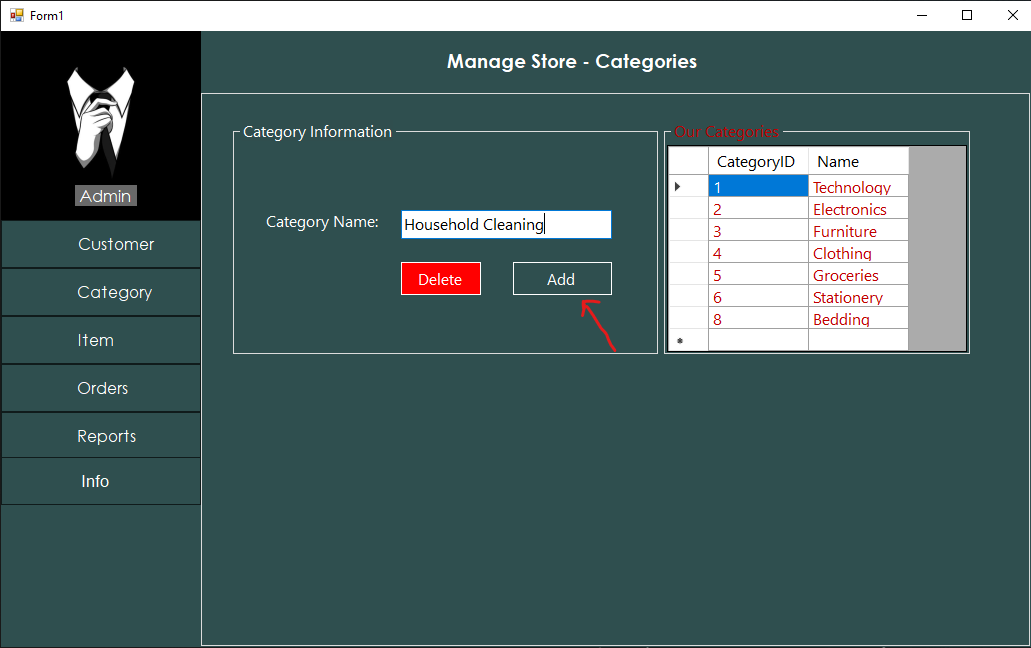 Form1
Manage Store - Categories
Admin
Customer
Category
Item
Orders
Reports
Info
Category Information
Category Name:
Household Cleaning
Delete
Add
Our Categories
CategoryID Name
1 Technology
2 Electronics
3 Furniture
4 Clothing
5 Groceries
6 Stationery
8 Bedding